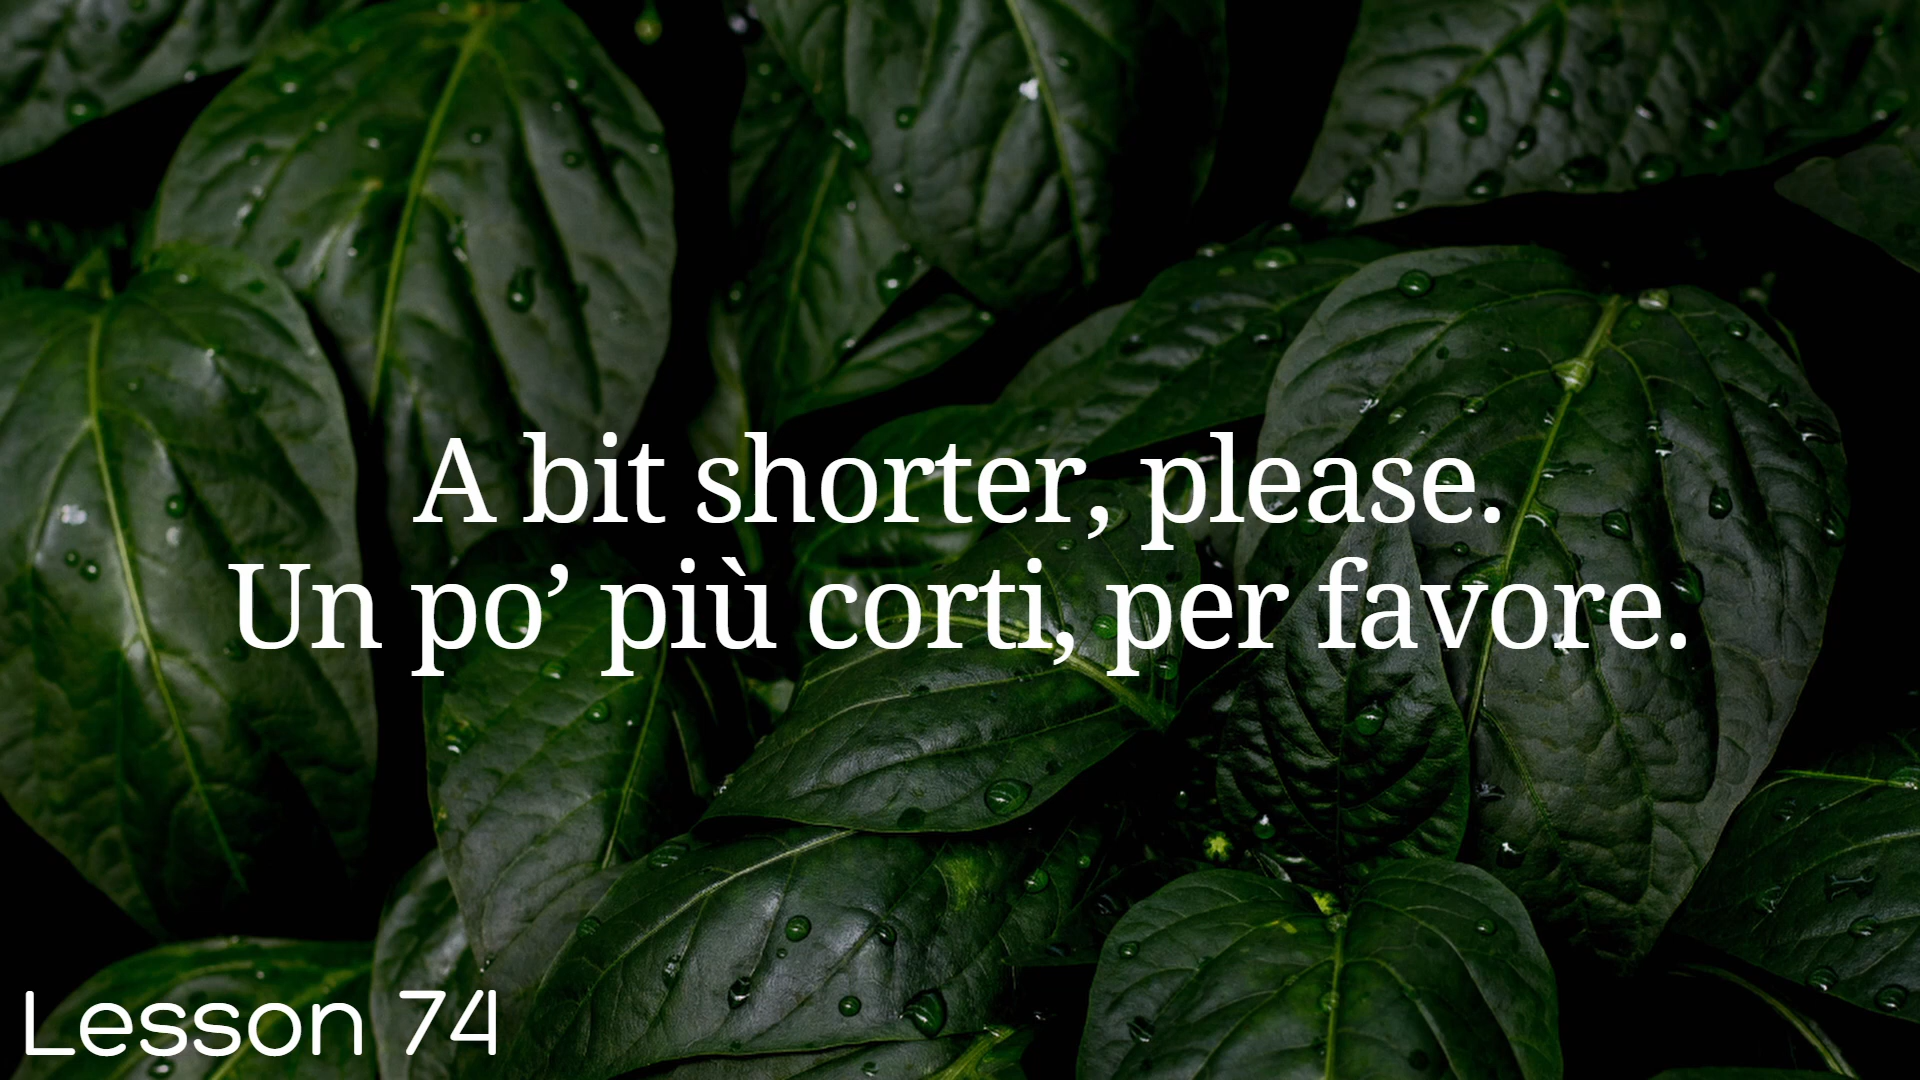 A bit shorter, please.
Un po’ più corti, per favore.
Lesson 74